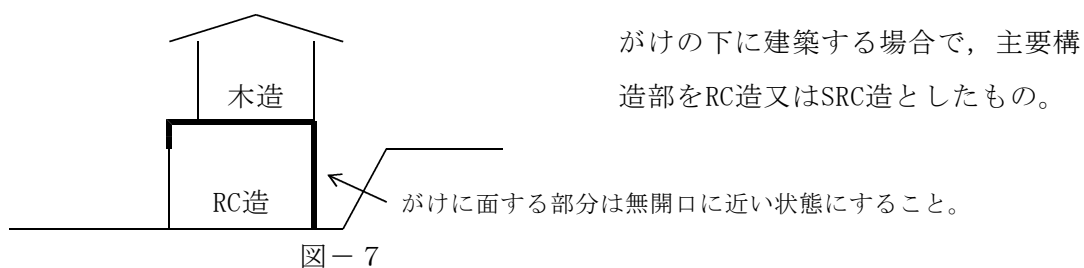 がけの下に建築する場合で，主要構
造部をRC造又はSRC造としたもの。
木造
RC造
がけに面する部分は無開口に近い状態にすること。
図－７